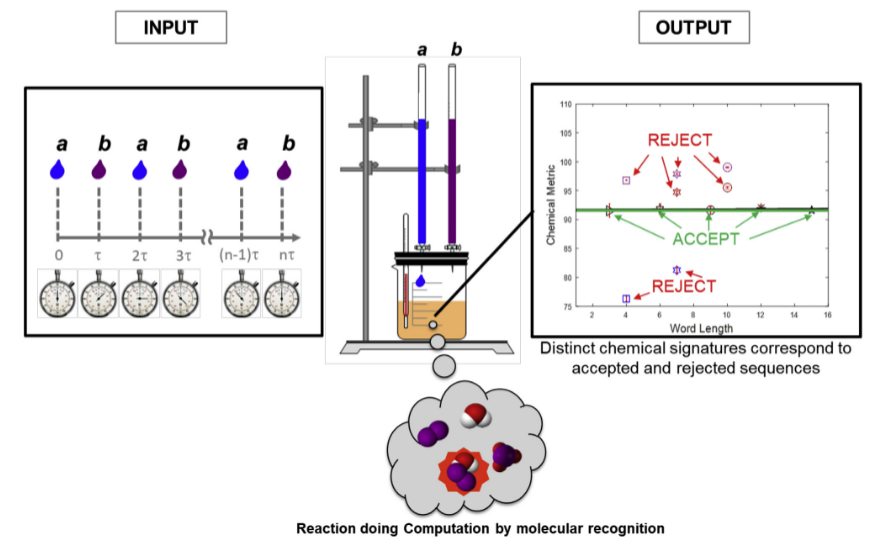 INPUT
OUTPUT
a b
a b a b a b
0 τ 2τ 3τ (n-1)τ nτ
110
105
100
95
90
85
80
75
Chemical Metric
REJECT
ACCEPT
REJECT
2 4 6 8 10 12 14 16
Word Length
Distinct chemical signatures correspond to
accepted and rejected sequences
Reaction doing Computation by molecular recognition